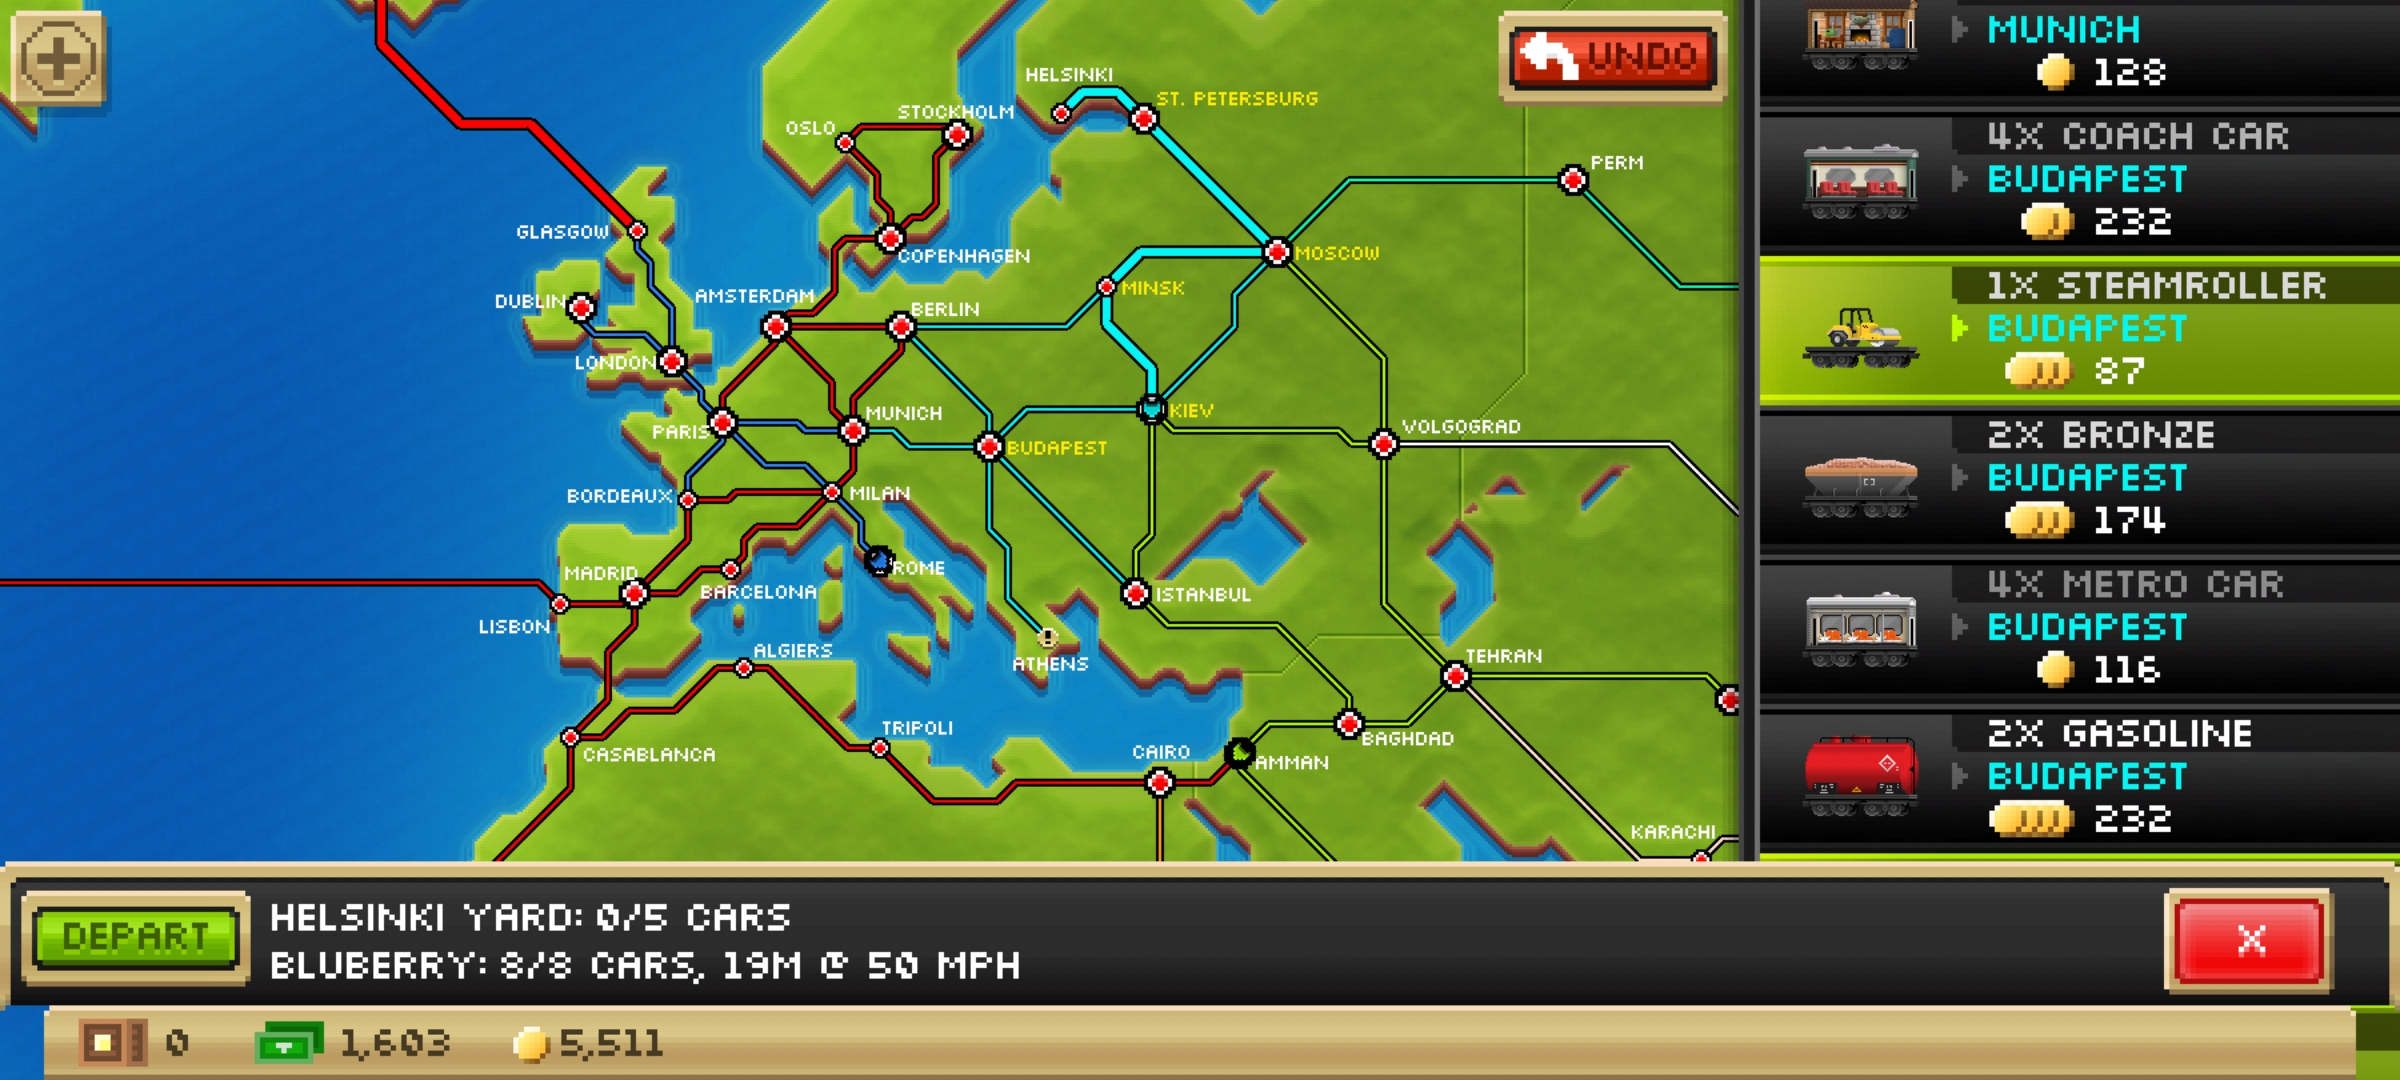 UNDO
HELSINKI
ST. PETERSBURG
STOCKHOLM
OSLO
PERM
GLASGOW
COPENHAGEN
MOSCOW
MINSK
DUBLIN
AMSTERDAM
BERLIN
LONDON
PARIS
MUNICH
KIEV
VOLGOGRAD
BUDAPEST
BORDEAUX
MILAN
ROME
MADRID
BARCELONA
ISTANBUL
LISBON
ALGIERS
ATHENS
TEHRAN
TRIPOLI
CASABLANCA
CAIRO
BAGHDAD
AMMAN
KARACHI
MUNICH
128
4X COACH CAR
BUDAPEST
232
1X STEAMROLLER
BUDAPEST
87
2X BRONZE
BUDAPEST
174
4X METRO CAR
BUDAPEST
116
2X GASOLINE
BUDAPEST
232
DEPART
HELSINKI YARD: 0/5 CARS
BLUBERRY: 8/8 CARS, 19M @ 50 MPH
X
0
1,603
5,511